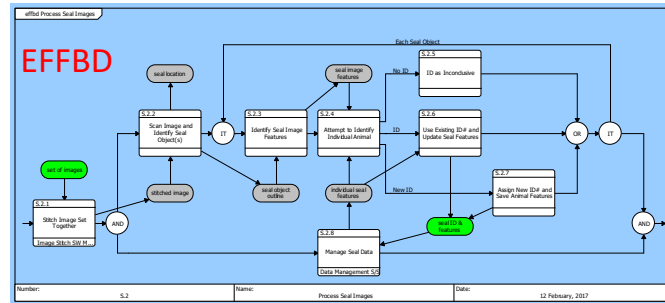 effbd Process Seal Images
EFFBD
Each Seal Object
seal location
seal image
features
No ID
S.2.5
ID as Inconclusive
S.2.2
Scan Image and
Identify Seal
Object(s)
IT
S.2.3
Identify Seal Image
Features
S.2.4
Attempt to Identify
Individual Animal
ID
S.2.6
Use Existing ID# and
Update Seal Features
OR
IT
set of images
stitched image
seal object
outline
individual seal
features
New ID
S.2.7
Assign New ID# and
Save Animal Features
S.2.1
Stitch Image Set
Together
Image Stitch SW M...
AND
seal ID &
features
AND
S.2.8
Manage Seal Data
Data Management S/S
Number:
S.2
Name:
Process Seal Images
Date:
12 February, 2017